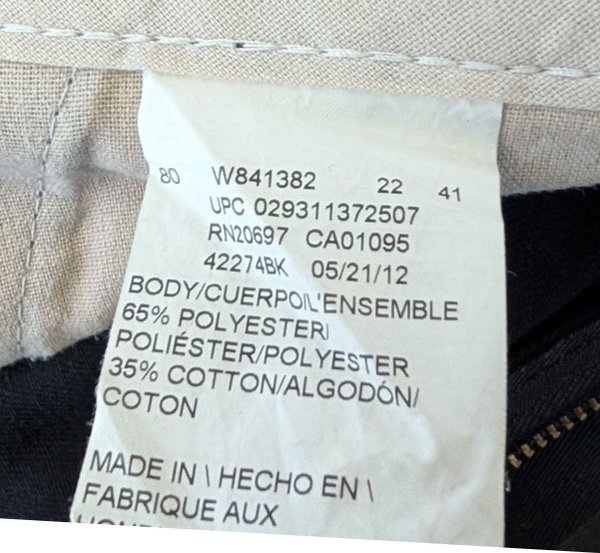 80 W841382 22 41
UPC 029311372507
RN20697 CA01095
42274BK 05/21/12
BODY/CUERPO/L'ENSEMBLE
65% POLYESTER/
POLIÉSTER/POLYESTER
35% COTTON/ALGODÓN/
COTON
MADE IN \ HECHO EN \
FABRIQUE AUX